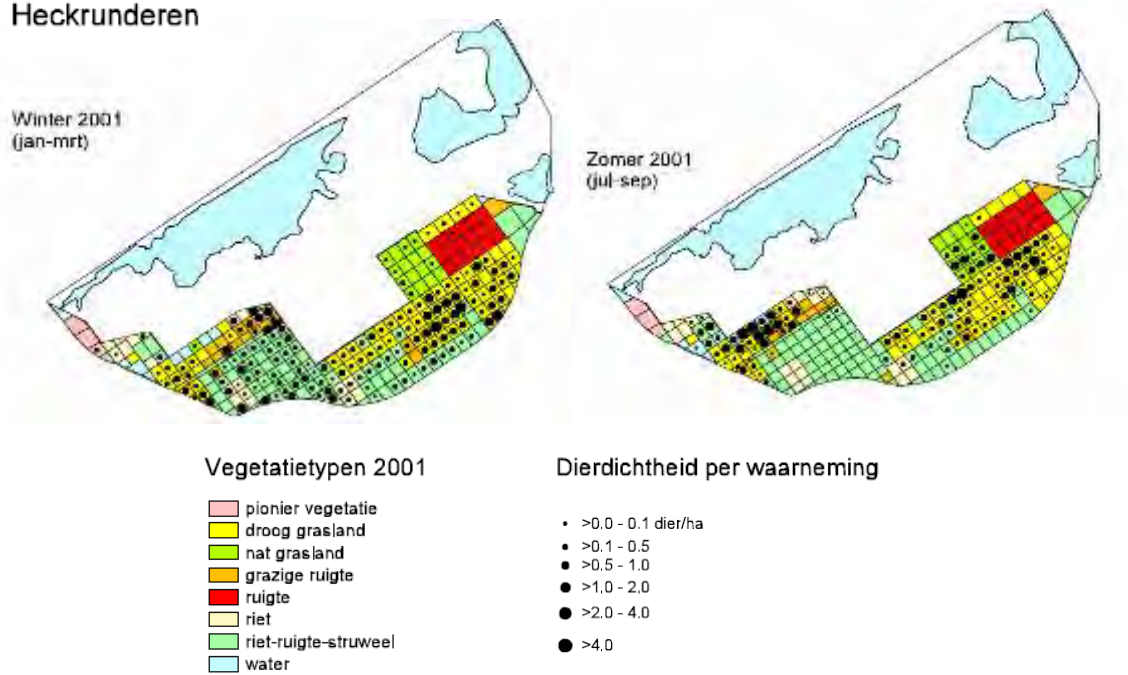 Heckrunderen
Winter 2001
(jan-mrt)
Zomer 2001
(jul-sep)
Vegetatietypen 2001
pionier vegetatie
droog grasland
nat grasland
grazige ruigte
ruigte
riet
riet-ruigte-struweel
water
Dierdichtheid per waarneming
>0.0 - 0.1 dier/ha
>0.1 - 0.5
>0.5 - 1.0
>1,0 - 2,0
>2.0 - 4.0
>4.0